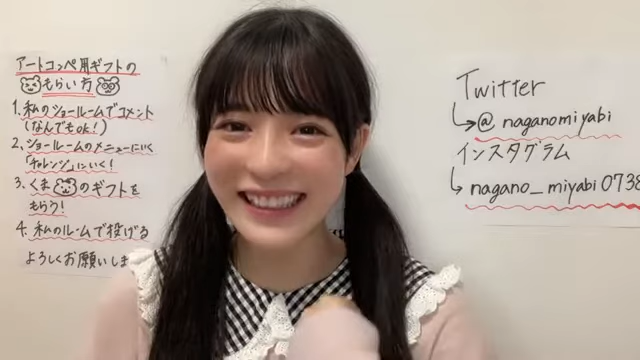 アートコンペ用ギフトの
もらい方
1. 私のショールームでコメント
(なんでもok!)
2. ショールームのメニューにいく
「チャレンジ」にいく!
3. くまのギフトを
もらう!
4. 私のルームで投げる
よろしくお願いしま
Twitter
@naganomiyabi
インスタグラム
nagano_miyabi0738